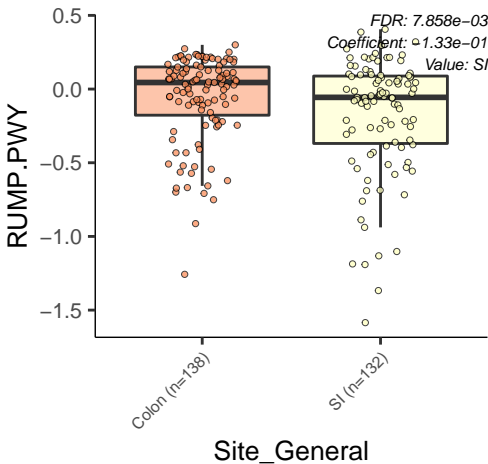 FDR: 7.858e−03
Coefficient: −1.33e−01
Value: SI
0.5
0.0
−0.5
−1.0
−1.5
RUMP.PWY
Colon (n=138)
SI (n=132)
Site_General